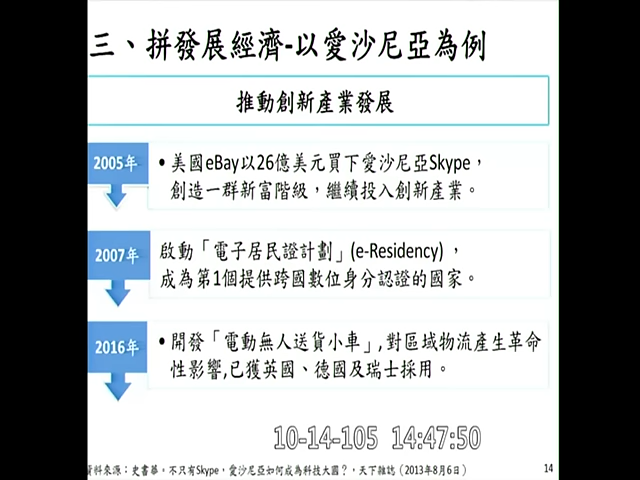 三、拼發展經濟-以愛沙尼亞為例
推動創新產業發展
2005年
•美國eBay以26億美元買下愛沙尼亞Skype，
創造一群新富階級，繼續投入創新產業。
2007年
啟動「電子居民證計劃」(e-Residency)，
成為第1個提供跨國數位身分認證的國家。
2016年
•開發「電動無人送貨小車」,對區域物流產生革命
性影響,已獲英國、德國及瑞士採用。
10-14-105 14:47:50
資料來源：史書華。不只有Skype，愛沙尼亞如何成為科技大國？，天下雜誌（2013年8月6日）
14